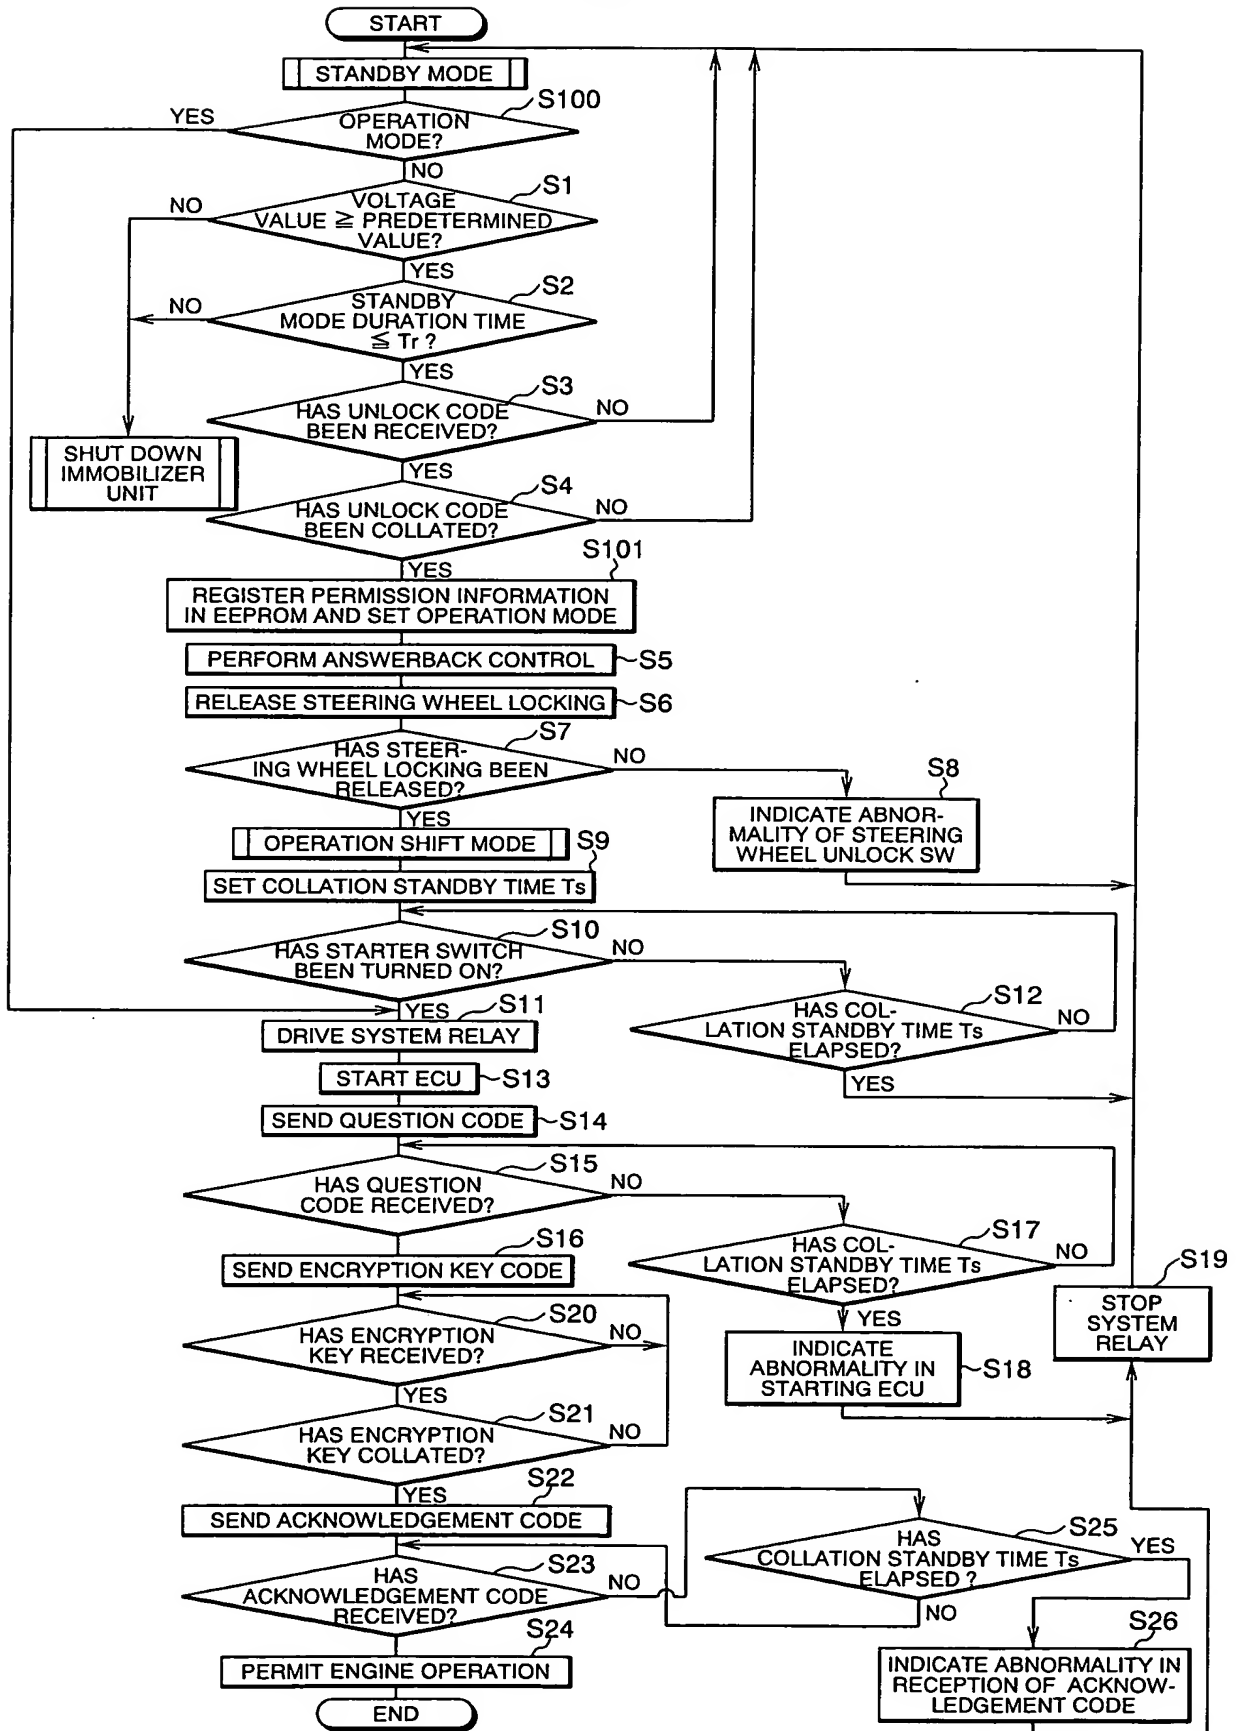 START
STANDBY MODE
S100
YES
OPERATION
MODE?
NO
S1
NO
VOLTAGE
VALUE ≧ PREDETERMINED
VALUE?
YES
S2
NO
STANDBY
MODE DURATION TIME
≦ Tr ?
YES
S3
HAS UNLOCK CODE
BEEN RECEIVED?
NO
SHUT DOWN
IMMOBILIZER
UNIT
YES
S4
HAS UNLOCK CODE
BEEN COLLATED?
NO
YES
S101
REGISTER PERMISSION INFORMATION
IN EEPROM AND SET OPERATION MODE
PERFORM ANSWERBACK CONTROL
S5
RELEASE STEERING WHEEL LOCKING
S6
S7
HAS STEER-
ING WHEEL LOCKING BEEN
RELEASED?
NO
S8
INDICATE ABNOR-
MALITY OF STEERING
WHEEL UNLOCK SW
YES
OPERATION SHIFT MODE
S9
SET COLLATION STANDBY TIME Ts
S10
HAS STARTER SWITCH
BEEN TURNED ON?
NO
S12
HAS COL-
LATION STANDBY TIME Ts
ELAPSED?
NO
YES
YES
S11
DRIVE SYSTEM RELAY
START ECU
S13
SEND QUESTION CODE
S14
S15
HAS QUESTION
CODE RECEIVED?
NO
S17
HAS COL-
LATION STANDBY TIME Ts
ELAPSED?
NO
YES
S16
SEND ENCRYPTION KEY CODE
S19
STOP
SYSTEM
RELAY
S20
HAS ENCRYPTION
KEY RECEIVED?
NO
INDICATE
ABNORMALITY IN
STARTING ECU
S18
YES
S21
HAS ENCRYPTION
KEY COLLATED?
NO
YES
S22
SEND ACKNOWLEDGEMENT CODE
S25
HAS
COLLATION STANDBY TIME Ts
ELAPSED ?
YES
NO
S23
HAS
ACKNOWLEDGEMENT CODE
RECEIVED?
NO
S24
PERMIT ENGINE OPERATION
S26
INDICATE ABNORMALITY IN
RECEPTION OF ACKNOW-
LEDGEMENT CODE
END